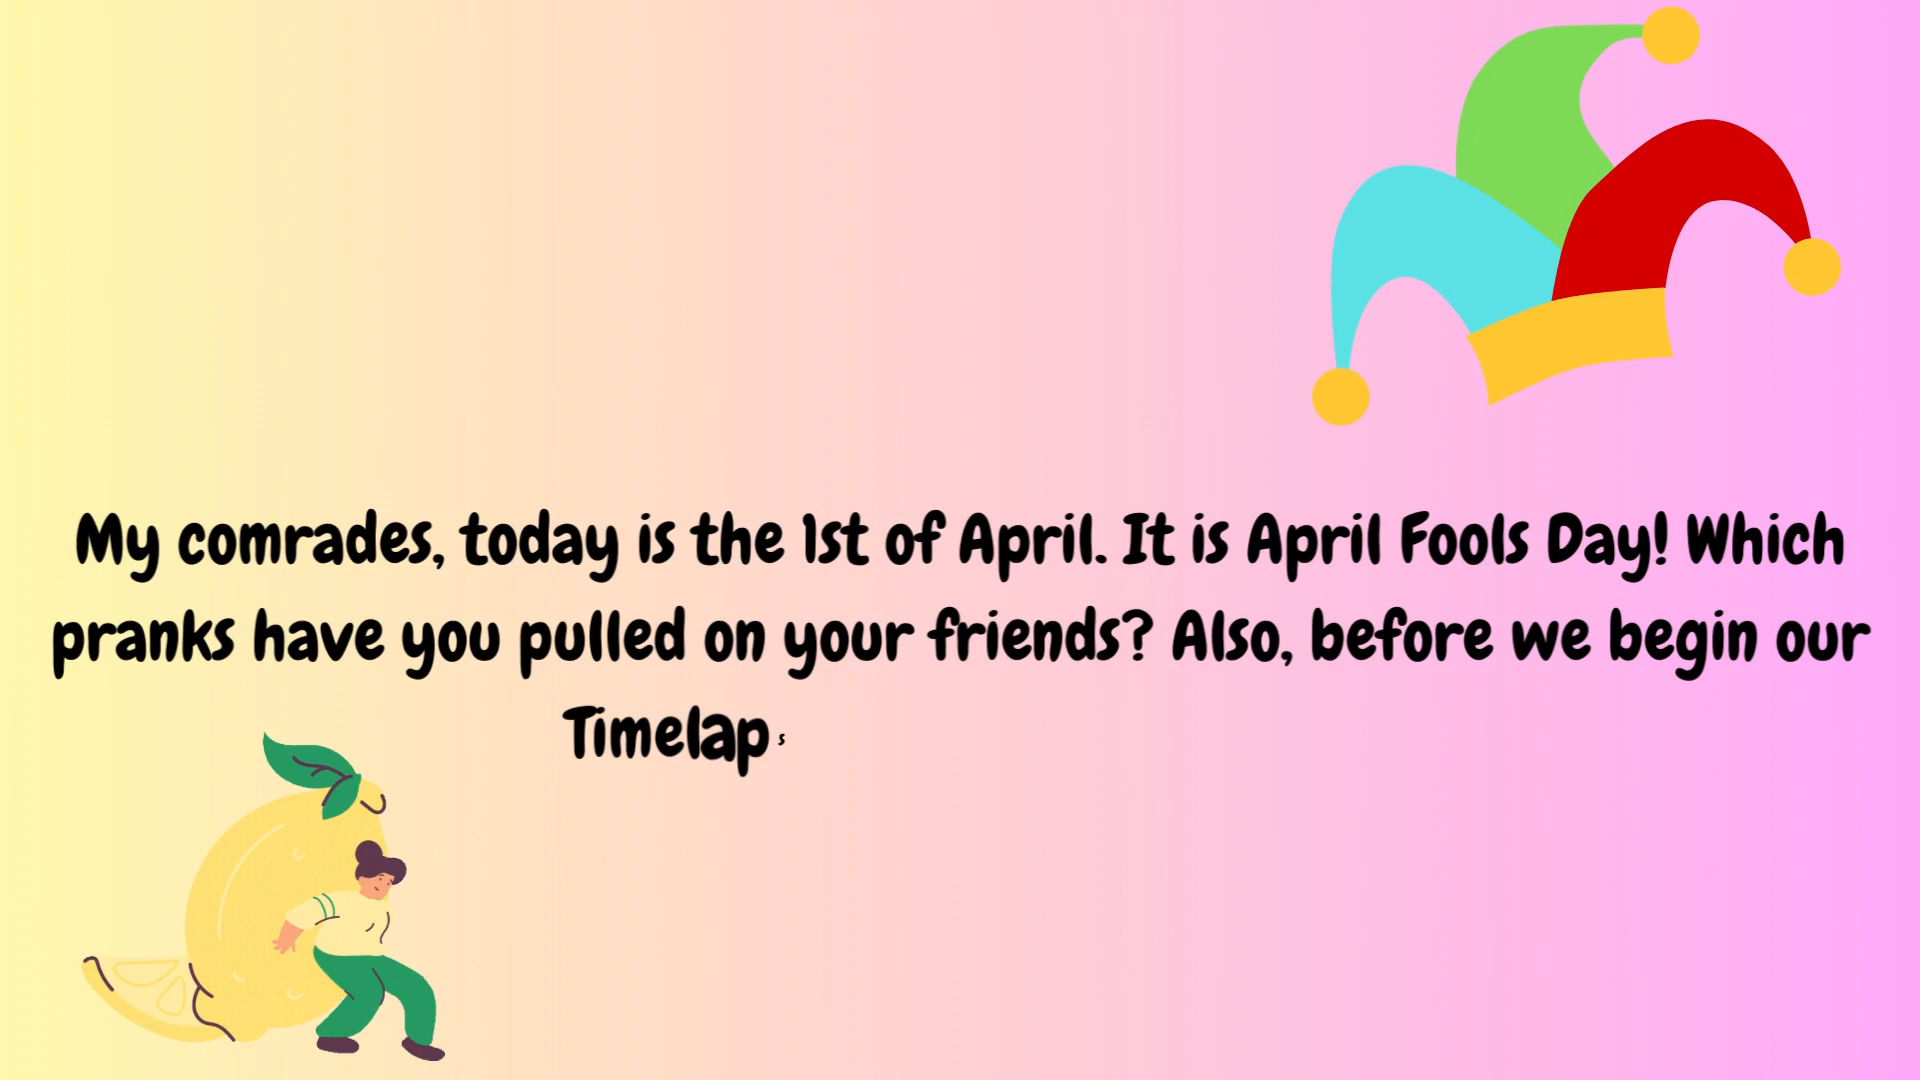 My comrades, today is the 1st of April. It is April Fools Day! Which
pranks have you pulled on your friends? Also, before we begin our
Timelaps